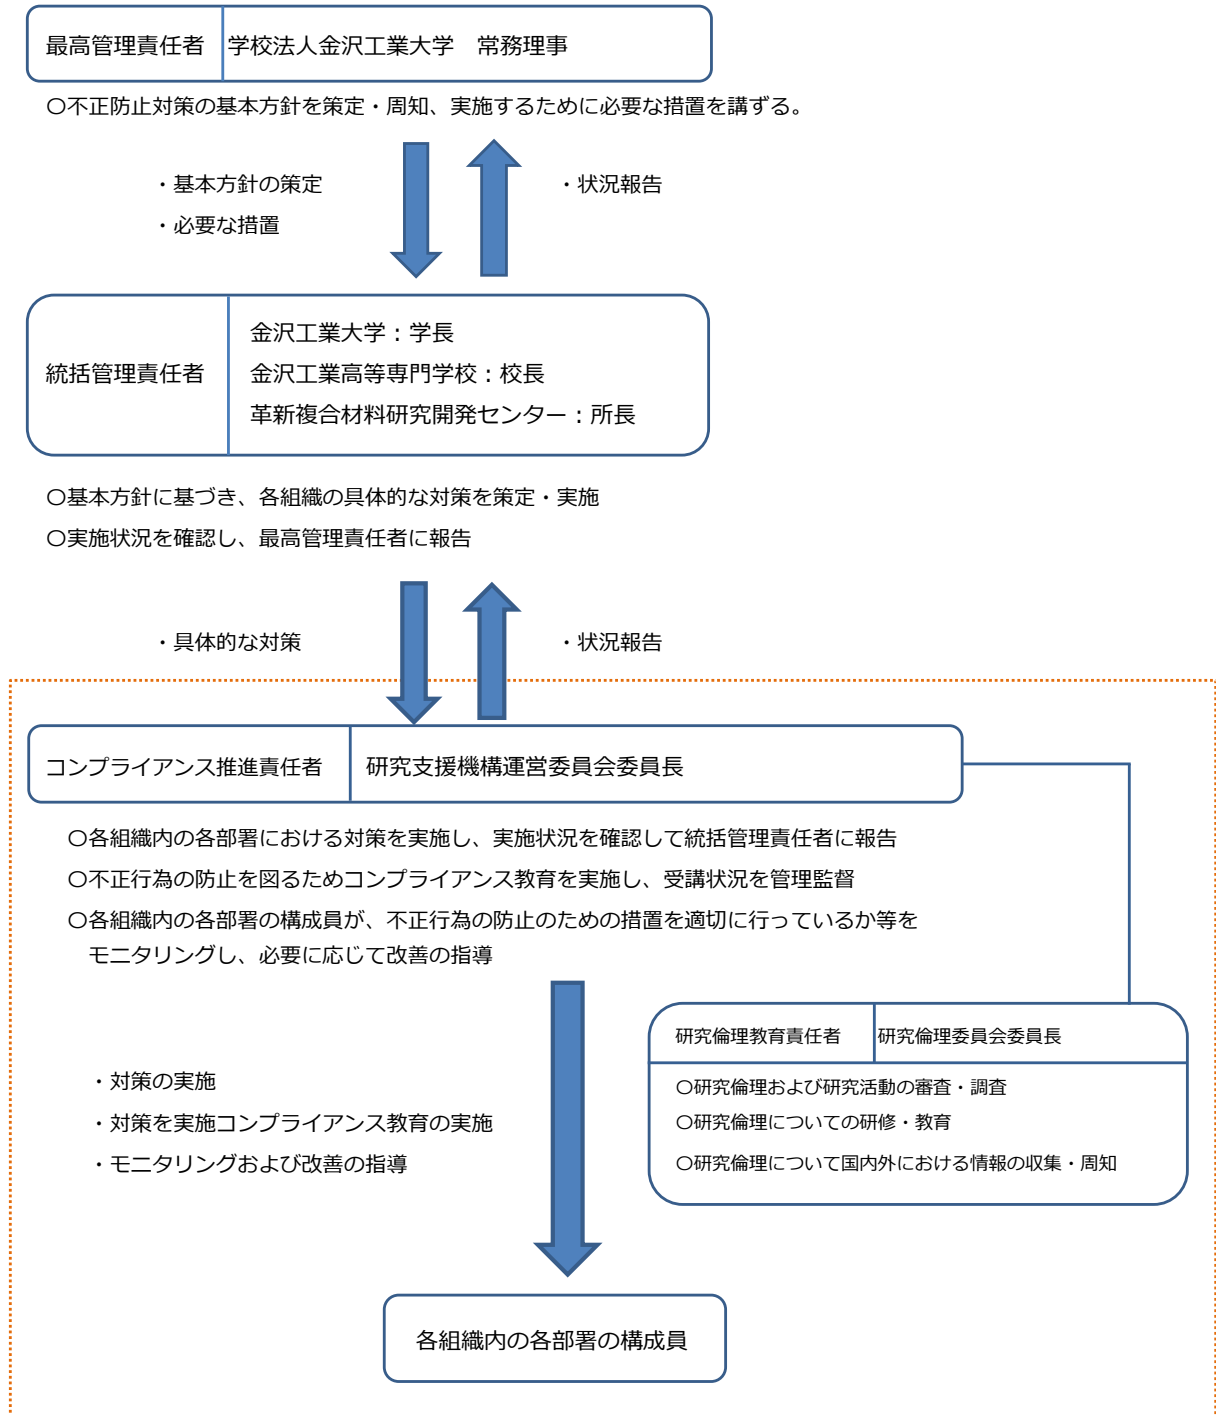 最高管理責任者 学校法人金沢工業大学　常務理事
〇不正防止対策の基本方針を策定・周知、実施するために必要な措置を講ずる。
・基本方針の策定
・必要な措置
・状況報告
統括管理責任者
金沢工業大学：学長
金沢工業高等専門学校：校長
革新複合材料研究開発センター：所長
〇基本方針に基づき、各組織の具体的な対策を策定・実施
〇実施状況を確認し、最高管理責任者に報告
・具体的な対策
・状況報告
コンプライアンス推進責任者 研究支援機構運営委員会委員長
〇各組織内の各部署における対策を実施し、実施状況を確認して統括管理責任者に報告
〇不正行為の防止を図るためコンプライアンス教育を実施し、受講状況を管理監督
〇各組織内の各部署の構成員が、不正行為の防止のための措置を適切に行っているか等を
モニタリングし、必要に応じて改善の指導
・対策の実施
・対策を実施コンプライアンス教育の実施
・モニタリングおよび改善の指導
研究倫理教育責任者 研究倫理委員会委員長
〇研究倫理および研究活動の審査・調査
〇研究倫理についての研修・教育
〇研究倫理について国内外における情報の収集・周知
各組織内の各部署の構成員